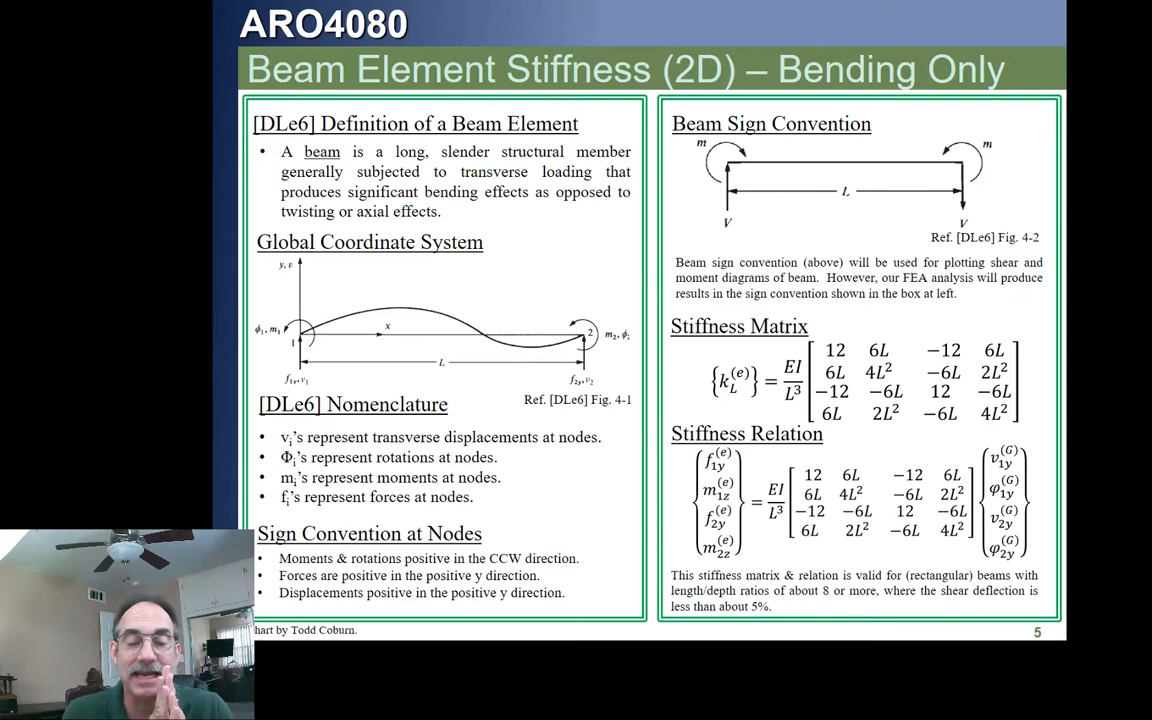 ARO4080
Beam Element Stiffness (2D) – Bending Only
[DLe6] Definition of a Beam Element
• A beam is a long, slender structural member
generally subjected to transverse loading that
produces significant bending effects as opposed to
twisting or axial effects.
Global Coordinate System
y, v
x
ϕ₁, m₁
1
2
m₂, ϕ
L
f₁y, v₁
f₂y, v₂
[DLe6] Nomenclature
Ref. [DLe6] Fig. 4-1
• vᵢ's represent transverse displacements at nodes.
• Φᵢ's represent rotations at nodes.
• mᵢ's represent moments at nodes.
• fᵢ's represent forces at nodes.
Sign Convention at Nodes
• Moments & rotations positive in the CCW direction.
• Forces are positive in the positive y direction.
• Displacements positive in the positive y direction.
hart by Todd Coburn.
Beam Sign Convention
m
m
L
V
V
Ref. [DLe6] Fig. 4-2
Beam sign convention (above) will be used for plotting shear and
moment diagrams of beam. However, our FEA analysis will produce
results in the sign convention shown in the box at left.
Stiffness Matrix
{k_L^(e)} = EI/L³
12 6L −12 6L
6L 4L² −6L 2L²
−12 −6L 12 −6L
6L 2L² −6L 4L²
Stiffness Relation
f_1y^(e)
m_1z^(e)
f_2y^(e)
m_2z^(e)
= EI/L³
12 6L −12 6L
6L 4L² −6L 2L²
−12 −6L 12 −6L
6L 2L² −6L 4L²
v_1y^(G)
φ_1y^(G)
v_2y^(G)
φ_2y^(G)
This stiffness matrix & relation is valid for (rectangular) beams with
length/depth ratios of about 8 or more, where the shear deflection is
less than about 5%.
5